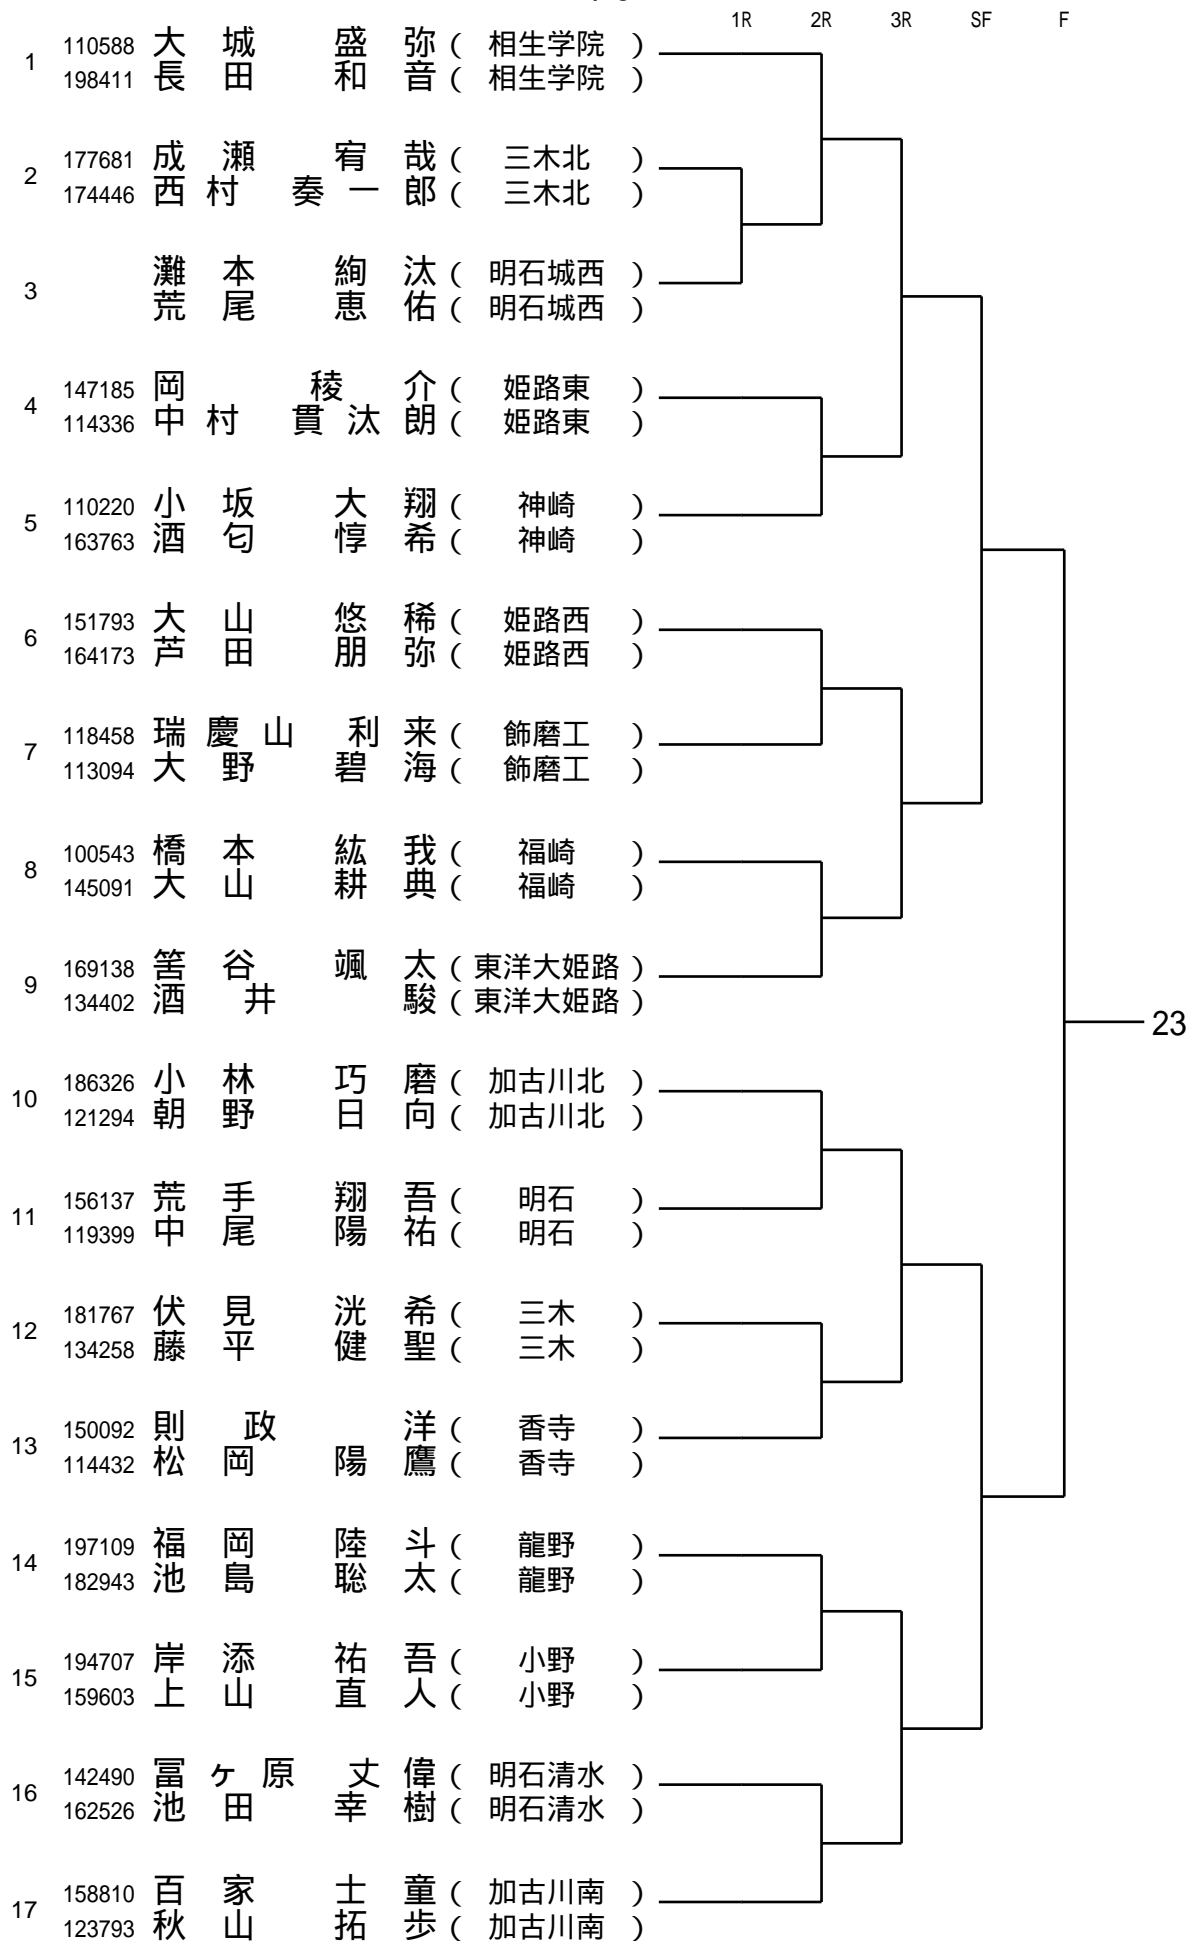 1R 2R 3R SF F
1 110588 大城 盛弥 ( 相生学院 )
198411 長田 和音 ( 相生学院 )
2 177681 成瀬 宥哉 ( 三木北 )
174446 西村 奏一郎 ( 三木北 )
3 灘本 絢汰 ( 明石城西 )
荒尾 恵佑 ( 明石城西 )
4 147185 岡 稜介 ( 姫路東 )
114336 中村 貫汰朗 ( 姫路東 )
5 110220 小坂 大翔 ( 神崎 )
163763 酒匂 惇希 ( 神崎 )
6 151793 大山 悠稀 ( 姫路西 )
164173 芦田 朋弥 ( 姫路西 )
7 118458 瑞慶山 利来 ( 飾磨工 )
113094 大野 碧海 ( 飾磨工 )
8 100543 橋本 紘我 ( 福崎 )
145091 大山 耕典 ( 福崎 )
9 169138 筈谷 颯太 ( 東洋大姫路 )
134402 酒井 駿 ( 東洋大姫路 )
23
10 186326 小林 巧磨 ( 加古川北 )
121294 朝野 日向 ( 加古川北 )
11 156137 荒手 翔吾 ( 明石 )
119399 中尾 陽祐 ( 明石 )
12 181767 伏見 洸希 ( 三木 )
134258 藤平 健聖 ( 三木 )
13 150092 則政 洋 ( 香寺 )
114432 松岡 陽鷹 ( 香寺 )
14 197109 福岡 陸斗 ( 龍野 )
182943 池島 聡太 ( 龍野 )
15 194707 岸添 祐吾 ( 小野 )
159603 上山 直人 ( 小野 )
16 142490 冨ヶ原 丈偉 ( 明石清水 )
162526 池田 幸樹 ( 明石清水 )
17 158810 百家 士童 ( 加古川南 )
123793 秋山 拓歩 ( 加古川南 )